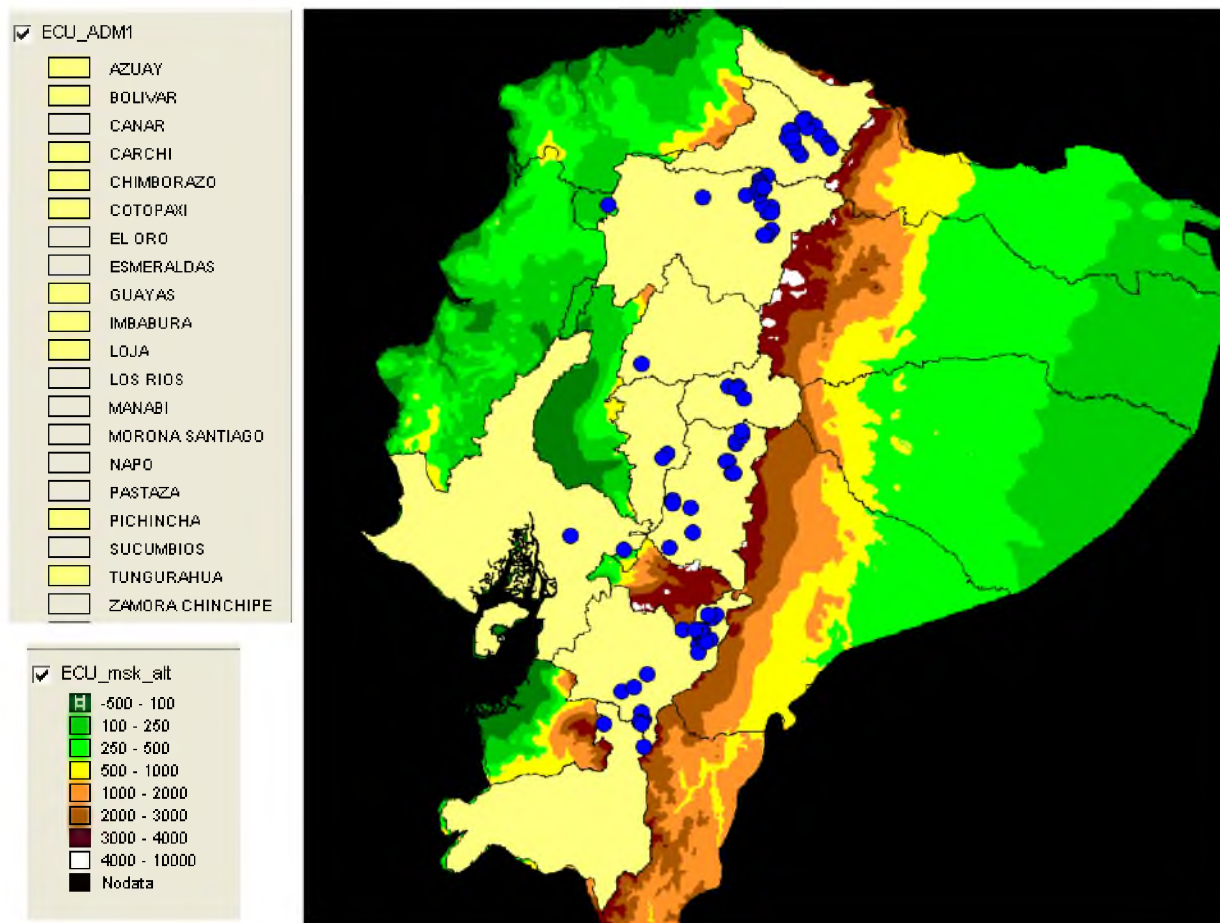 ECU_ADM1
AZUAY
BOLIVAR
CANAR
CARCHI
CHIMBORAZO
COTOPAXI
EL ORO
ESMERALDAS
GUAYAS
IMBABURA
LOJA
LOS RIOS
MANABI
MORONA SANTIAGO
NAPO
PASTAZA
PICHINCHA
SUCUMBIOS
TUNGURAHUA
ZAMORA CHINCHIPE
ECU_msk_alt
-500 - 100
100 - 250
250 - 500
500 - 1000
1000 - 2000
2000 - 3000
3000 - 4000
4000 - 10000
Nodata